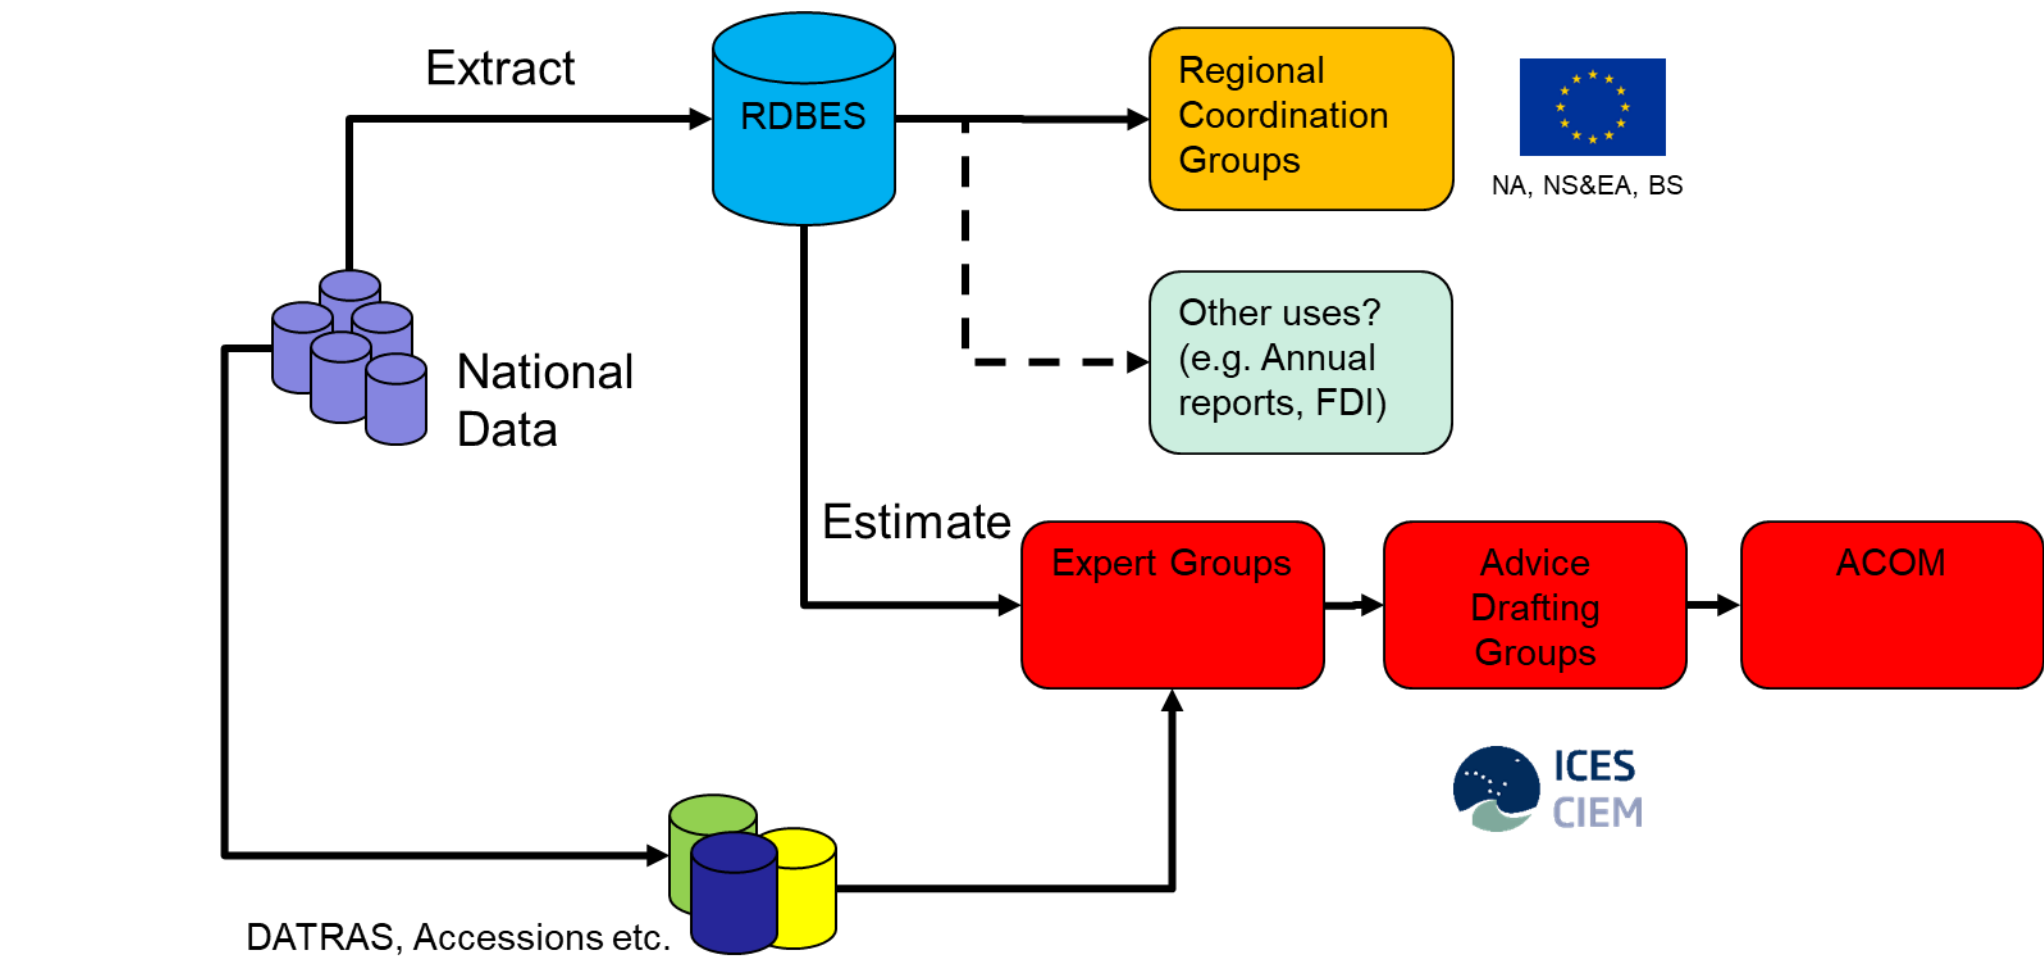 Extract
RDBES
Regional
Coordination
Groups
NA, NS&EA, BS
National
Data
Other uses?
(e.g. Annual
reports, FDI)
Estimate
Expert Groups
Advice
Drafting
Groups
ACOM
ICES
CIEM
DATRAS, Accessions etc.